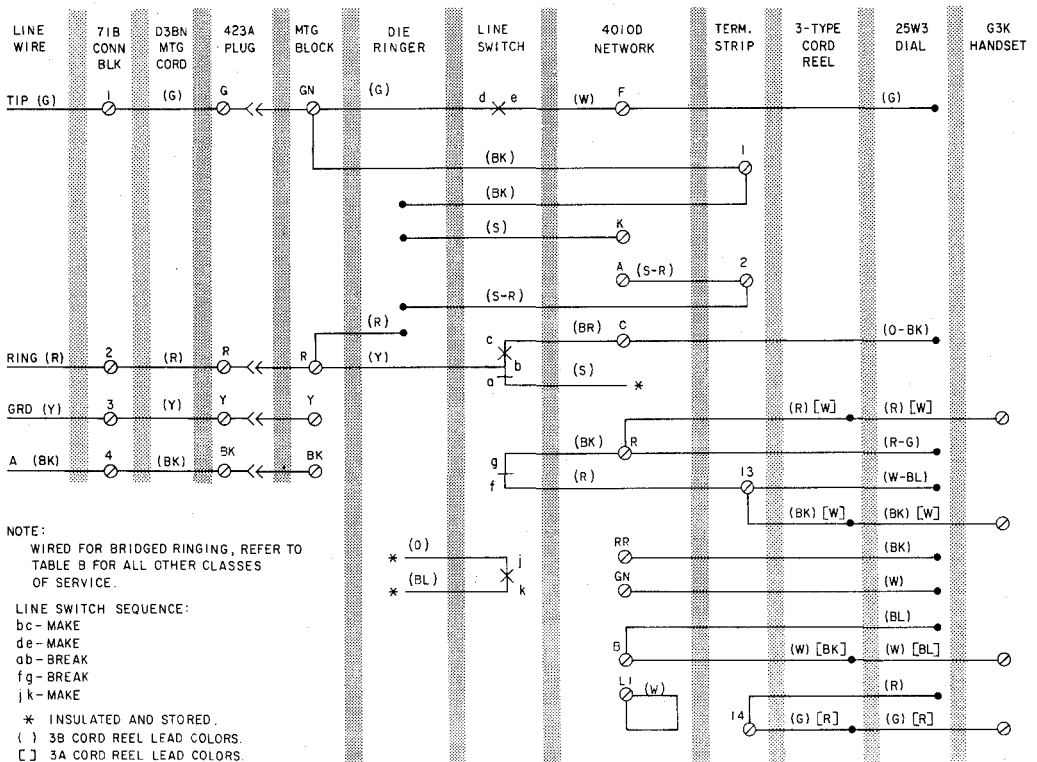 LINE WIRE
71B CONN BLK
D3BN MTG CORD
423A PLUG
MTG BLOCK
DIE RINGER
LINE SWITCH
4010D NETWORK
TERM. STRIP
3-TYPE CORD REEL
25W3 DIAL
G3K HANDSET
TIP (G) 1 (G) G GN (G) d e (W) F (G)
(BK) 1
(BK)
(S) K
A (S-R) 2
(S-R)
(R)
c (BR) C (O-BK)
RING (R) 2 (R) R R (Y) b
a (S) *
GRD (Y) 3 (Y) Y Y
(R) [W] (R) [W]
(BK) R (R-G)
A (BK) 4 (BK) BK BK g
f (R) 13 (W-BL)
(BK) [W] (BK) [W]
* (O) j
* (BL) k
RR (BK)
GN (W)
(BL)
B (W) [BK] (W) [BL]
L1 (W)
(R)
14 (G) [R] (G) [R]
NOTE:
WIRED FOR BRIDGED RINGING, REFER TO
TABLE B FOR ALL OTHER CLASSES
OF SERVICE.
LINE SWITCH SEQUENCE:
bc - MAKE
de - MAKE
ab - BREAK
fg - BREAK
jk - MAKE
* INSULATED AND STORED.
( ) 3B CORD REEL LEAD COLORS.
[ ] 3A CORD REEL LEAD COLORS.